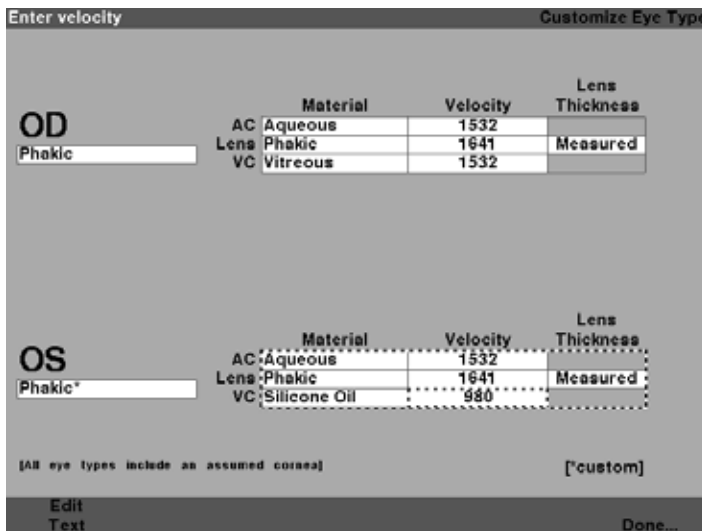 Enter velocity Customize Eye Type
Lens
Material Velocity Thickness
OD
AC Aqueous 1532
Phakic
Lens Phakic 1641 Measured
VC Vitreous 1532
Lens
Material Velocity Thickness
OS
AC Aqueous 1532
Phakic*
Lens Phakic 1641 Measured
VC Silicone Oil 980
[All eye types include an assumed cornea] [*custom]
Edit
Text Done...